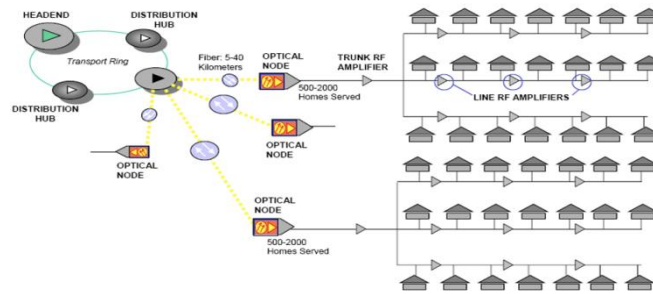 HEADEND
DISTRIBUTION
HUB
Transport Ring
DISTRIBUTION
HUB
Fiber: 5-40
Kilometers
OPTICAL
NODE
500-2000
Homes Served
TRUNK RF
AMPLIFIER
LINE RF AMPLIFIERS
OPTICAL
NODE
OPTICAL
NODE
OPTICAL
NODE
500-2000
Homes Served